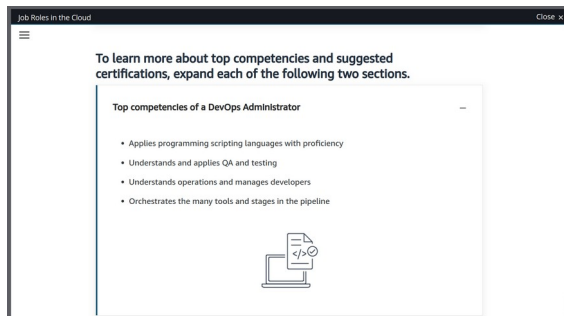 Job Roles in the Cloud
Close ×
To learn more about top competencies and suggested
certifications, expand each of the following two sections.
Top competencies of a DevOps Administrator
• Applies programming scripting languages with proficiency
• Understands and applies QA and testing
• Understands operations and manages developers
• Orchestrates the many tools and stages in the pipeline
</>